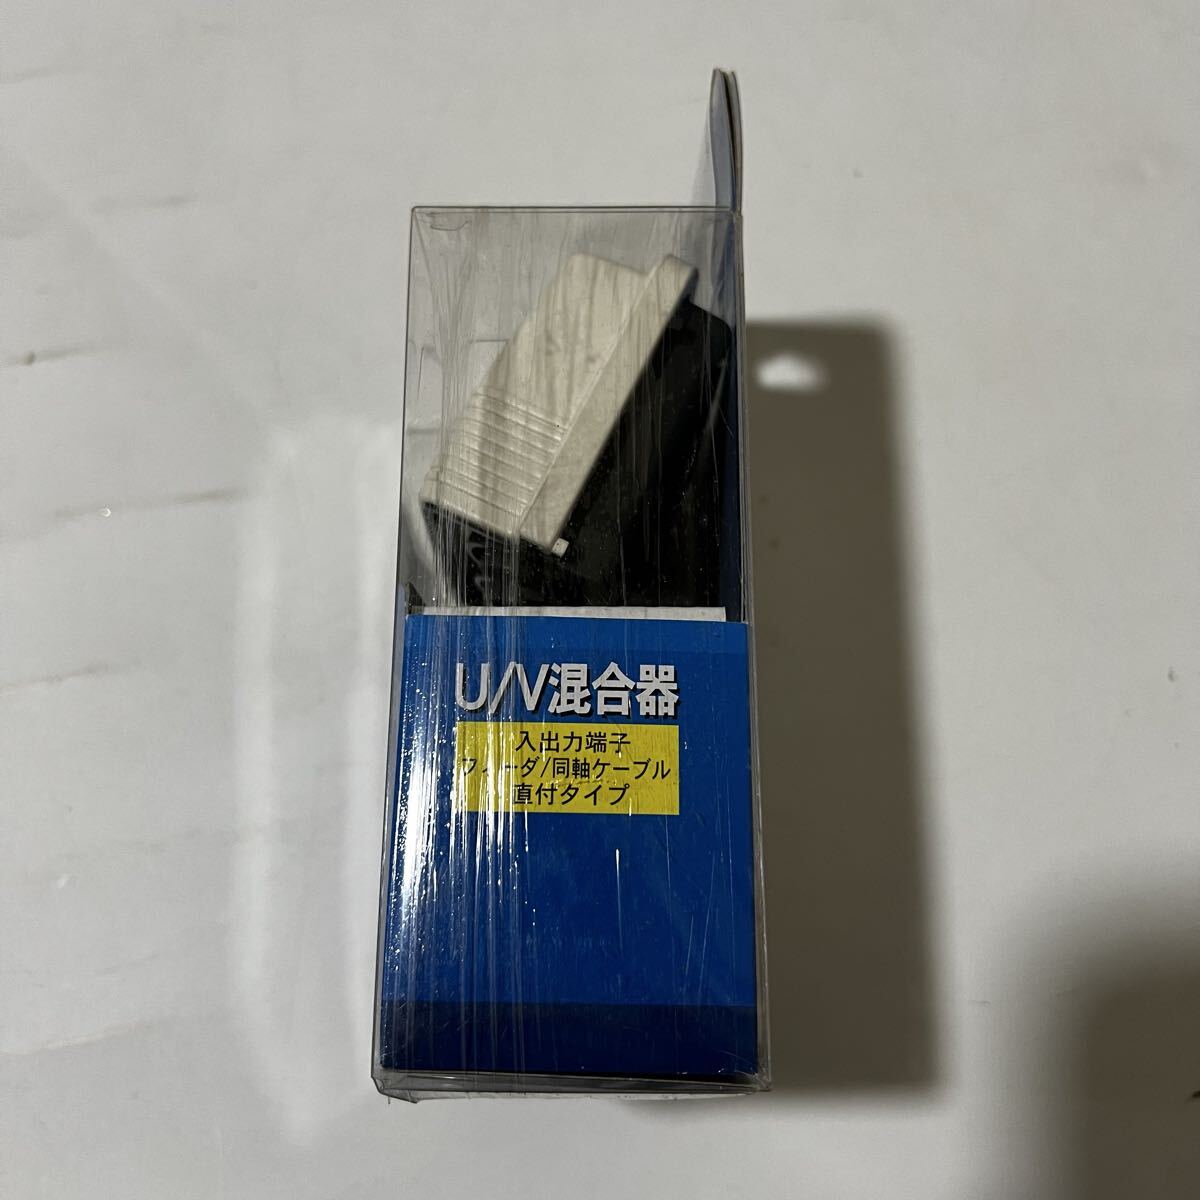 U/V混合器
入出力端子
フィーダ/同軸ケーブル
直付タイプ